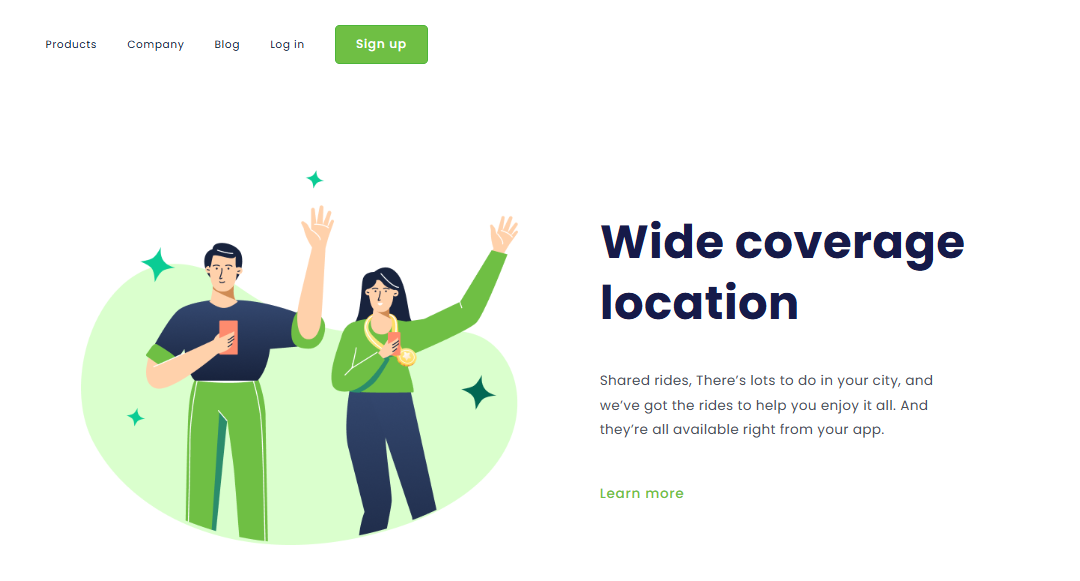 Products Company Blog Log in Sign up
Wide coverage
location
Shared rides, There’s lots to do in your city, and
we’ve got the rides to help you enjoy it all. And
they’re all available right from your app.
Learn more